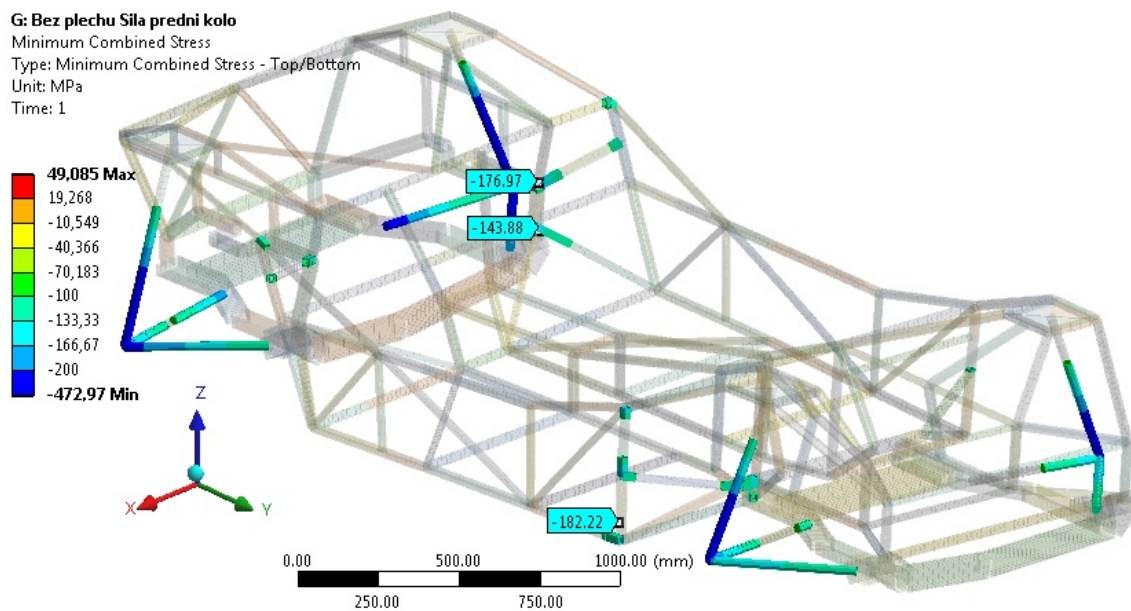 G: Bez plechu Sila predni kolo
Minimum Combined Stress
Type: Minimum Combined Stress - Top/Bottom
Unit: MPa
Time: 1
49,085 Max
19,268
-10,549
-40,366
-70,183
-100
-133,33
-166,67
-200
-472,97 Min
-176.97
-143.88
-182.22
Z
X
Y
0.00 500.00 1000.00 (mm)
250.00 750.00